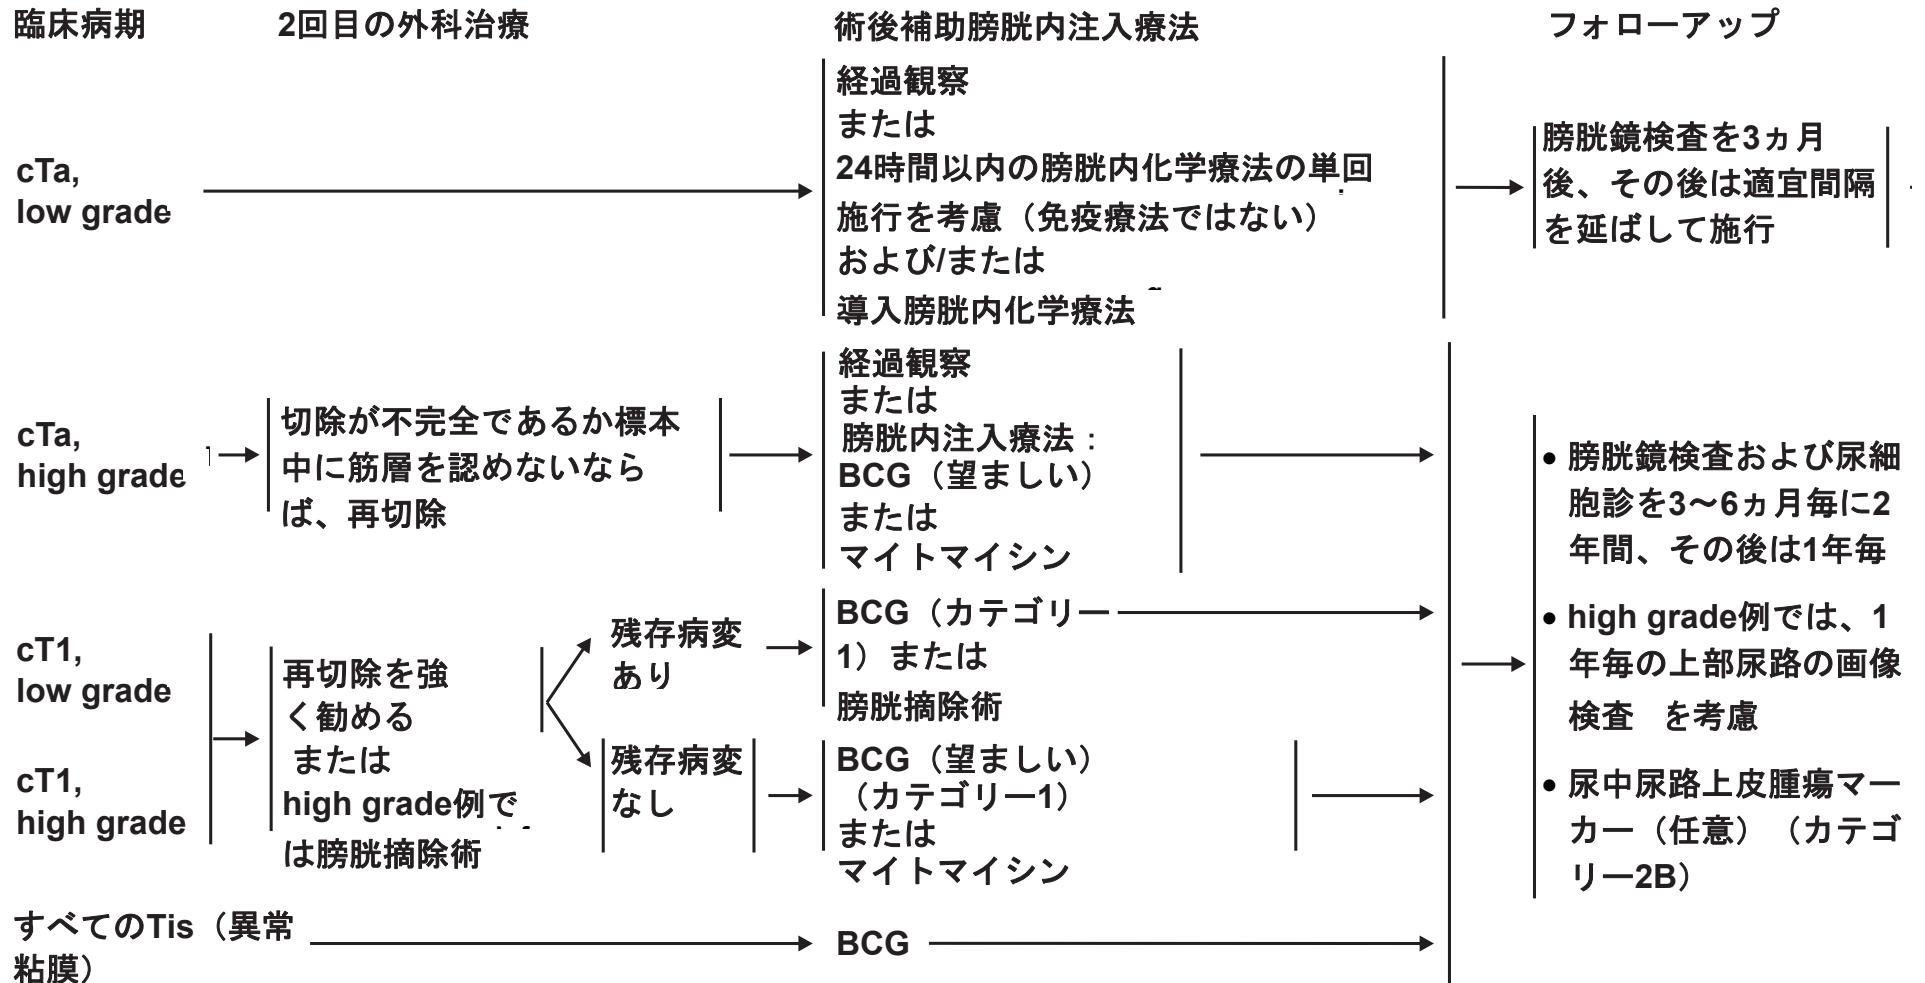 臨床病期
2回目の外科治療
術後補助膀胱内注入療法
フォローアップ
cTa,
low grade
経過観察
または
24時間以内の膀胱内化学療法の単回
施行を考慮（免疫療法ではない）
および/または
導入膀胱内化学療法
膀胱鏡検査を3ヵ月
後、その後は適宜間隔
を延ばして施行
cTa,
high grade
切除が不完全であるか標本
中に筋層を認めないなら
ば、再切除
経過観察
または
膀胱内注入療法：
BCG（望ましい）
または
マイトマイシン
cT1,
low grade
cT1,
high grade
再切除を強
く勧める
または
high grade例で
は膀胱摘除術
残存病変
あり
BCG（カテゴリー
1）または
膀胱摘除術
残存病変
なし
BCG（望ましい）
（カテゴリー1）
または
マイトマイシン
すべてのTis（異常
粘膜）
BCG
• 膀胱鏡検査および尿細
胞診を3～6ヵ月毎に2
年間、その後は1年毎
• high grade例では、1
年毎の上部尿路の画像
検査　を考慮
• 尿中尿路上皮腫瘍マー
カー（任意）（カテゴ
リー2B）